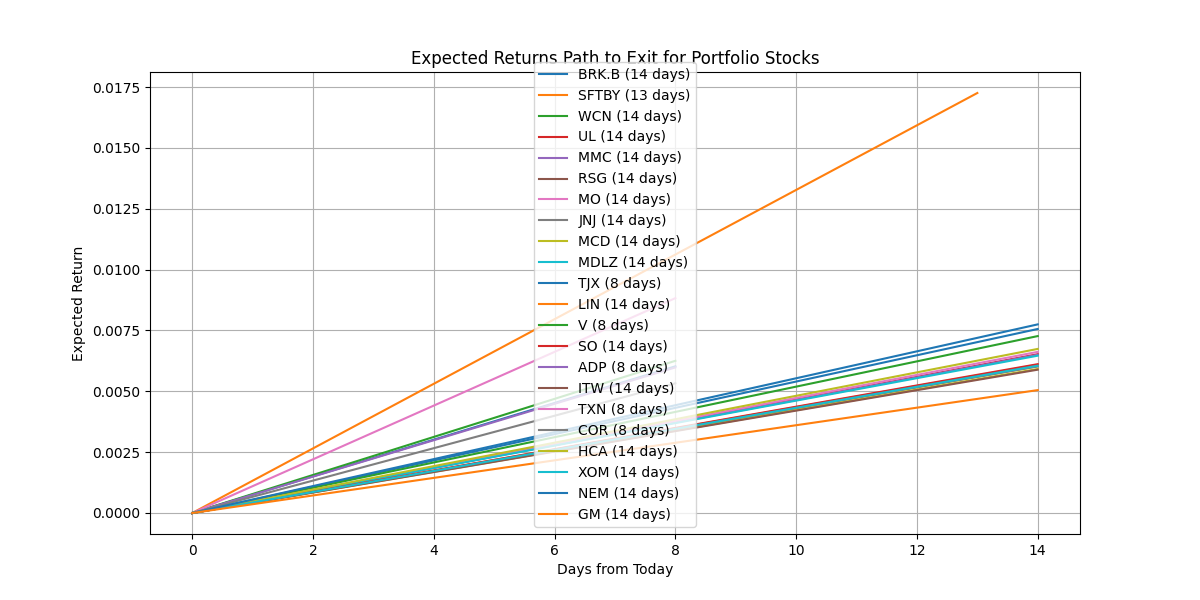 Expected Returns Path to Exit for Portfolio Stocks
BRK.B (14 days)
SFTBY (13 days)
WCN (14 days)
UL (14 days)
MMC (14 days)
RSG (14 days)
MO (14 days)
JNJ (14 days)
MCD (14 days)
MDLZ (14 days)
TJX (8 days)
LIN (14 days)
V (8 days)
SO (14 days)
ADP (8 days)
ITW (14 days)
TXN (8 days)
COR (8 days)
HCA (14 days)
XOM (14 days)
NEM (14 days)
GM (14 days)
Expected Return
0.0175
0.0150
0.0125
0.0100
0.0075
0.0050
0.0025
0.0000
0 2 4 6 8 10 12 14
Days from Today